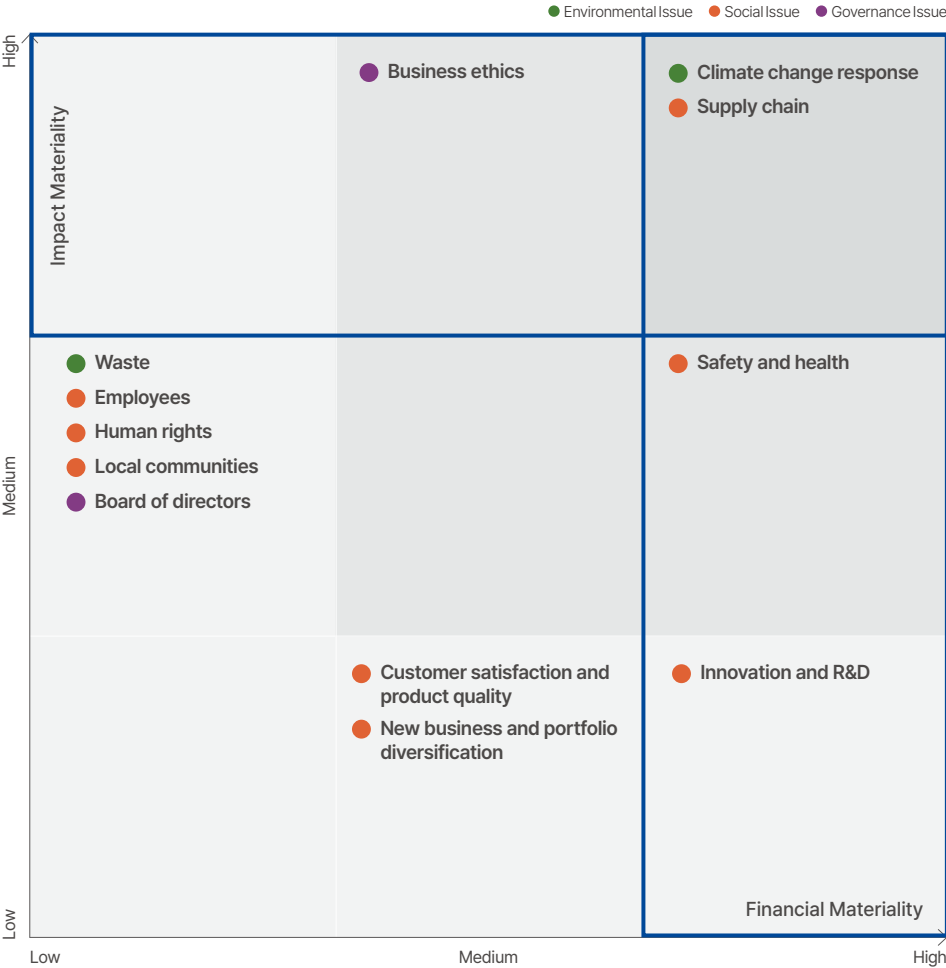 Environmental Issue
Social Issue
Governance Issue
High
Impact Materiality
Business ethics
Climate change response
Supply chain
Waste
Employees
Human rights
Local communities
Board of directors
Safety and health
Medium
Customer satisfaction and
product quality
New business and portfolio
diversification
Innovation and R&D
Financial Materiality
Low
Low
Medium
High